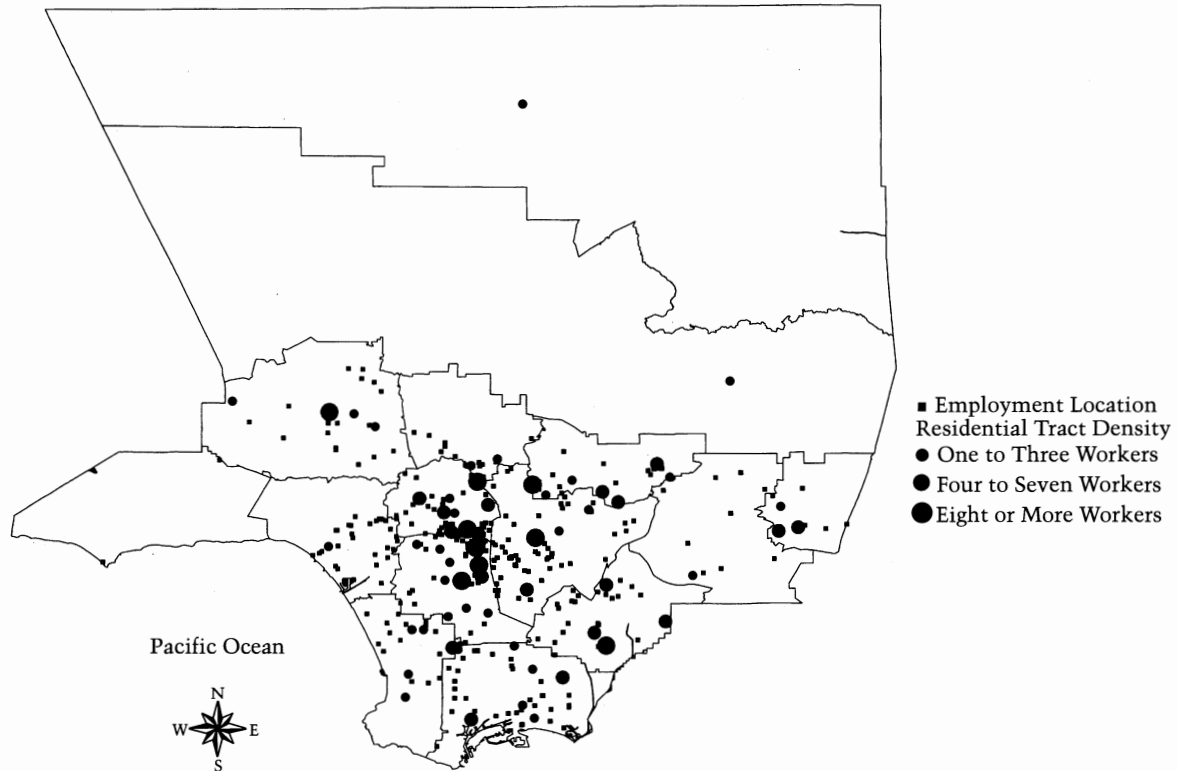 Employment Location
Residential Tract Density
One to Three Workers
Four to Seven Workers
Eight or More Workers
Pacific Ocean
N
W E
S